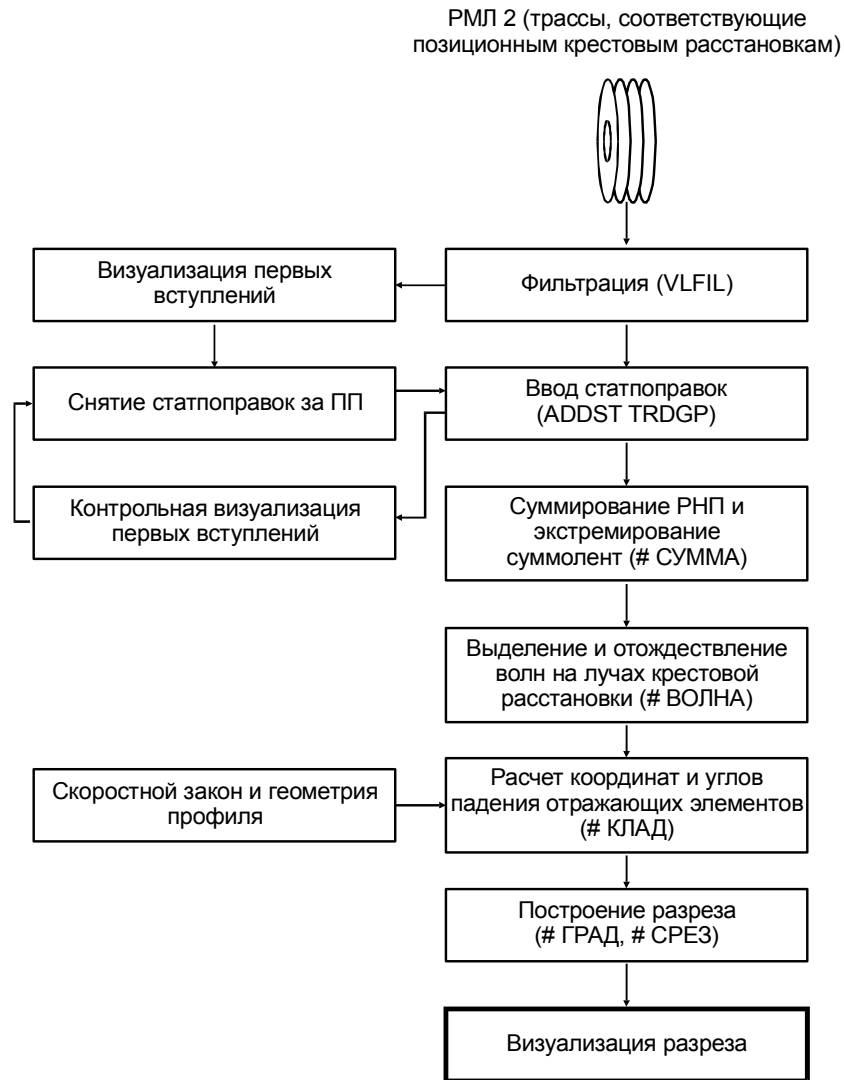 РМЛ 2 (трассы, соответствующие
позиционным крестовым расстановкам)
Визуализация первых
вступлений
Фильтрация (VLFIL)
Снятие статпоправок за ПП
Ввод статпоправок
(ADDST TRDGP)
Контрольная визуализация
первых вступлений
Суммирование РНП и
экстремирование
суммолент (# СУММА)
Выделение и отождествление
волн на лучах крестовой
расстановки (# ВОЛНА)
Скоростной закон и геометрия
профиля
Расчет координат и углов
падения отражающих элементов
(# КЛАД)
Построение разреза
(# ГРАД, # СРЕЗ)
Визуализация разреза